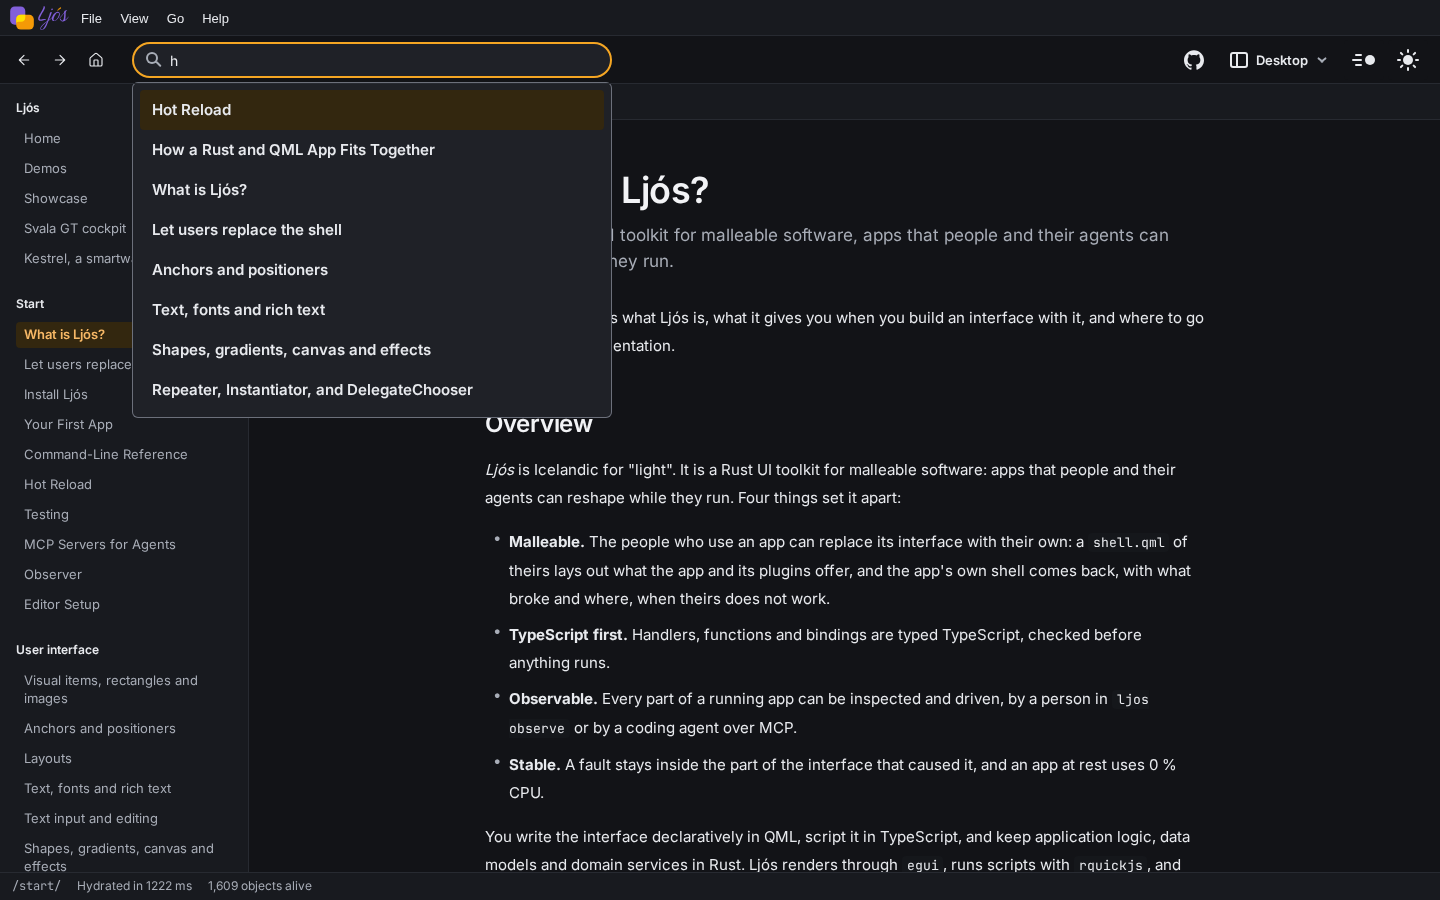 Ljós File View Go Help
h
Desktop
Ljós
Home
Demos
Showcase
Svala GT cockpit
Kestrel, a smartwa
Start
What is Ljós?
Let users replace
Install Ljós
Your First App
Command-Line Reference
Hot Reload
Testing
MCP Servers for Agents
Observer
Editor Setup
User interface
Visual items, rectangles and
images
Anchors and positioners
Layouts
Text, fonts and rich text
Text input and editing
Shapes, gradients, canvas and
effects
Hot Reload
How a Rust and QML App Fits Together
What is Ljós?
Let users replace the shell
Anchors and positioners
Text, fonts and rich text
Shapes, gradients, canvas and effects
Repeater, Instantiator, and DelegateChooser
Ljós?
toolkit for malleable software, apps that people and their agents can
hey run.
s what Ljós is, what it gives you when you build an interface with it, and where to go
entation.
Overview
Ljós is Icelandic for "light". It is a Rust UI toolkit for malleable software: apps that people and their
agents can reshape while they run. Four things set it apart:
• Malleable. The people who use an app can replace its interface with their own: a shell.qml of
theirs lays out what the app and its plugins offer, and the app's own shell comes back, with what
broke and where, when theirs does not work.
• TypeScript first. Handlers, functions and bindings are typed TypeScript, checked before
anything runs.
• Observable. Every part of a running app can be inspected and driven, by a person in ljos
observe or by a coding agent over MCP.
• Stable. A fault stays inside the part of the interface that caused it, and an app at rest uses 0 %
CPU.
You write the interface declaratively in QML, script it in TypeScript, and keep application logic, data
models and domain services in Rust. Ljós renders through egui, runs scripts with rquickjs, and
/start/ Hydrated in 1222 ms 1,609 objects alive